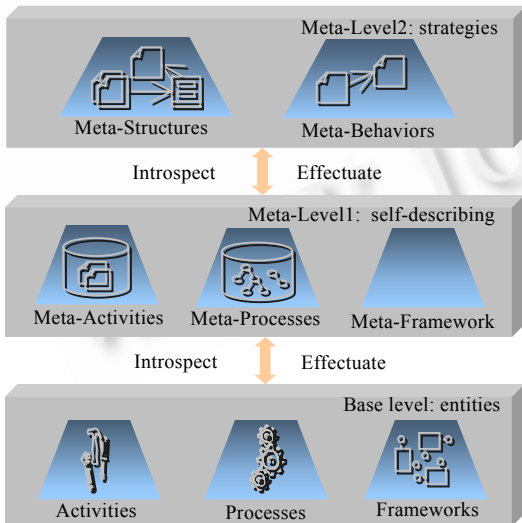 Meta-Level2: strategies
Meta-Structures
Meta-Behaviors
Introspect
Effectuate
Meta-Level1: self-describing
Meta-Activities
Meta-Processes
Meta-Framework
Introspect
Effectuate
Base level: entities
Activities
Processes
Frameworks